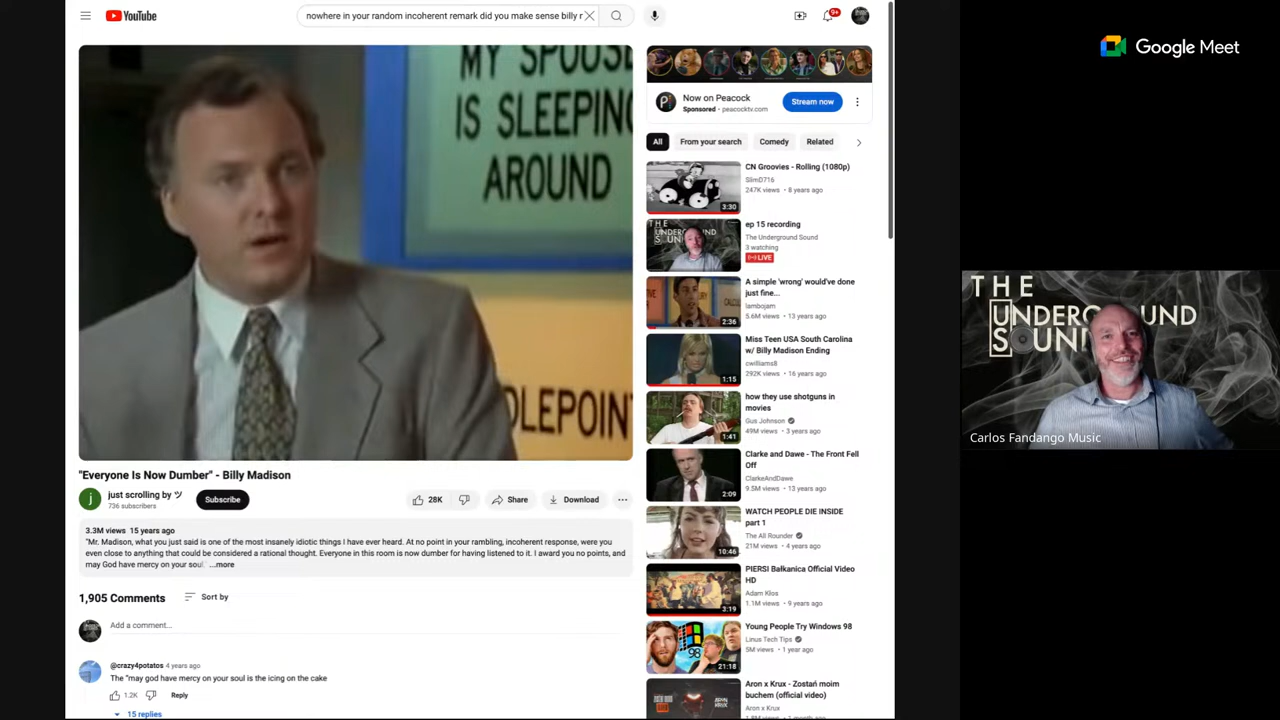 YouTube
nowhere in your random incoherent remark did you make sense billy r
9+
Google Meet
MY SPOUSE
IS SLEEPING
AROUND
OLEPOINT
Now on Peacock
Sponsored • peacocktv.com
Stream now
All
From your search
Comedy
Related
CN Groovies - Rolling (1080p)
SlimD716
247K views • 8 years ago
3:30
ep 15 recording
The Underground Sound
3 watching
LIVE
THE
A simple 'wrong' would've done
just fine...
lambojam
5.6M views • 13 years ago
2:36
Miss Teen USA South Carolina
w/ Billy Madison Ending
cwilliams8
292K views • 16 years ago
1:15
how they use shotguns in
movies
Gus Johnson
49M views • 3 years ago
1:41
Clarke and Dawe - The Front Fell
Off
ClarkeAndDawe
9.5M views • 13 years ago
2:09
WATCH PEOPLE DIE INSIDE
part 1
The All Rounder
21M views • 4 years ago
10:46
PIERSI Bałkanica Official Video
HD
Adam Klos
1.1M views • 9 years ago
3:19
Young People Try Windows 98
Linus Tech Tips
5M views • 1 year ago
98
21:18
Aron x Krux - Zostań moim
buchem (official video)
Aron x Krux
"Everyone Is Now Dumber" - Billy Madison
j
just scrolling by ツ
736 subscribers
Subscribe
28K
Share
Download
3.3M views 15 years ago
"Mr. Madison, what you just said is one of the most insanely idiotic things I have ever heard. At no point in your rambling, incoherent response, were you
even close to anything that could be considered a rational thought. Everyone in this room is now dumber for having listened to it. I award you no points, and
may God have mercy on your soul. ...more
1,905 Comments
Sort by
Add a comment...
@crazy4potatos 4 years ago
The "may god have mercy on your soul is the icing on the cake
1.2K
Reply
15 replies
THE
UNDERGROUND
SOUN
Carlos Fandango Music